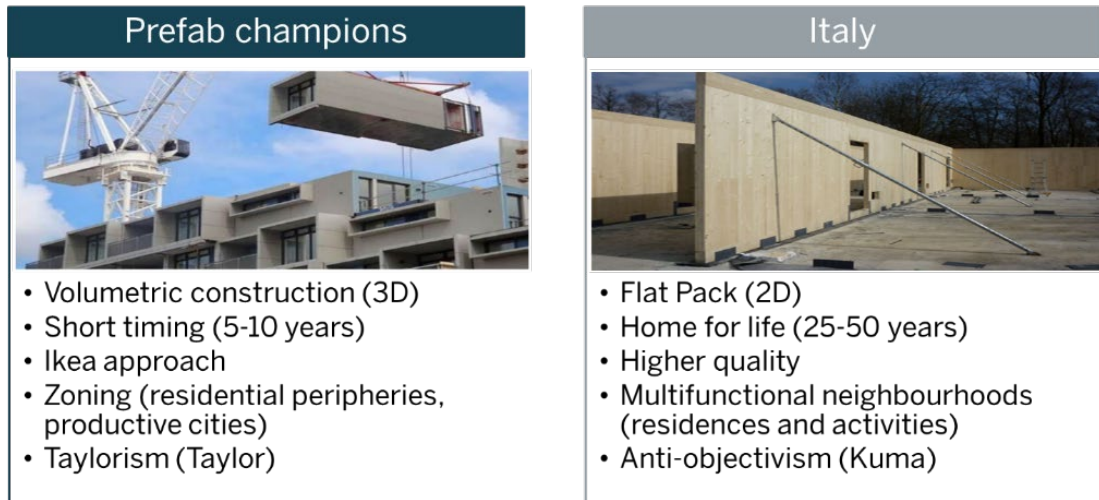 Prefab champions
• Volumetric construction (3D)
• Short timing (5-10 years)
• Ikea approach
• Zoning (residential peripheries,
productive cities)
• Taylorism (Taylor)
Italy
• Flat Pack (2D)
• Home for life (25-50 years)
• Higher quality
• Multifunctional neighbourhoods
(residences and activities)
• Anti-objectivism (Kuma)